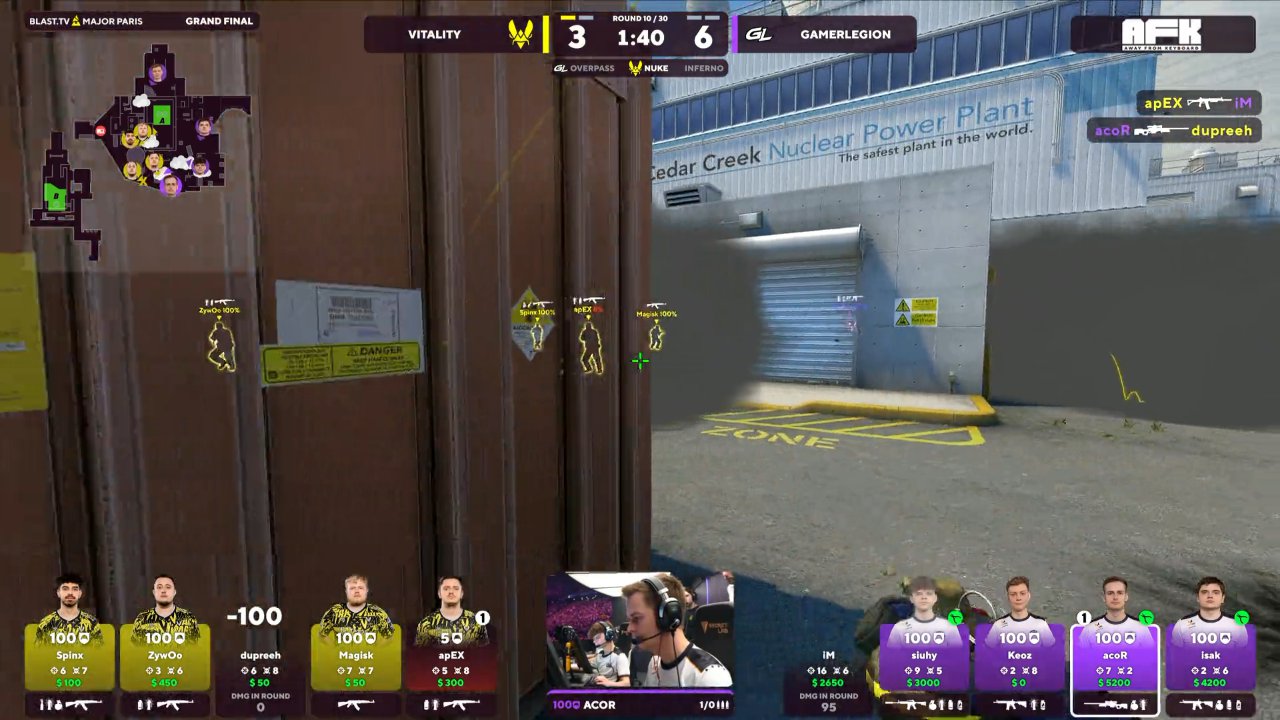 BLAST.TV MAJOR PARIS
GRAND FINAL
VITALITY
3
ROUND 10 / 30
1:40
6
GL
GAMERLEGION
GL OVERPASS
NUKE
INFERNO
AFK
AWAY FROM KEYBOARD
apEX iM
acoR dupreeh
Cedar Creek Nuclear Power Plant
The safest plant in the world.
ZywOo 100%
Spinx 100%
apEX 5%
Magisk 100%
DANGER
ZONE
-100
100
Spinx
6 7
$100
100
ZywOo
3 6
$450
dupreeh
6 8
$50
DMG IN ROUND
0
100
Magisk
7 7
$50
1
5
apEX
5 8
$300
100 ACOR
1/0
iM
16 6
$2650
DMG IN ROUND
95
100
siuhy
9 5
$3000
100
Keoz
2 8
$0
1
100
acoR
7 2
$5200
100
isak
2 6
$4200